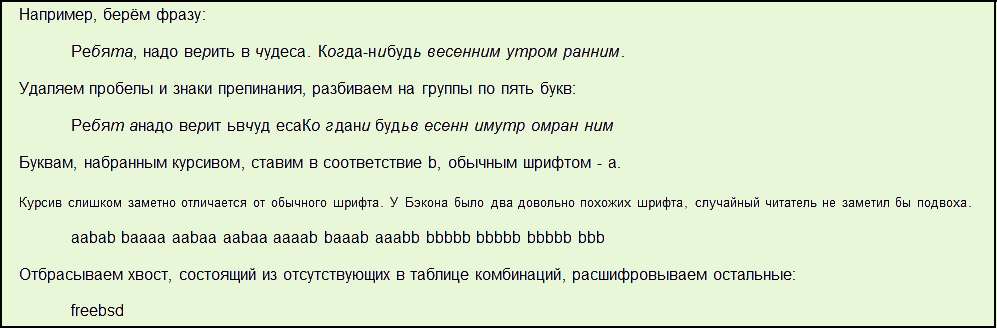 Например, берём фразу:
Ребята, надо верить в чудеса. Когда-нибудь весенним утром ранним.
Удаляем пробелы и знаки препинания, разбиваем на группы по пять букв:
Ребят анадо верит ьвчуд есаКо гдани будьв есенн имутр омран ним
Буквам, набранным курсивом, ставим в соответствие b, обычным шрифтом - a.
Курсив слишком заметно отличается от обычного шрифта. У Бэкона было два довольно похожих шрифта, случайный читатель не заметил бы подвоха.
aabab baaaa aabaa aabaa aaaab baaab aaabb bbbbb bbbbb bbbbb bbb
Отбрасываем хвост, состоящий из отсутствующих в таблице комбинаций, расшифровываем остальные:
freebsd